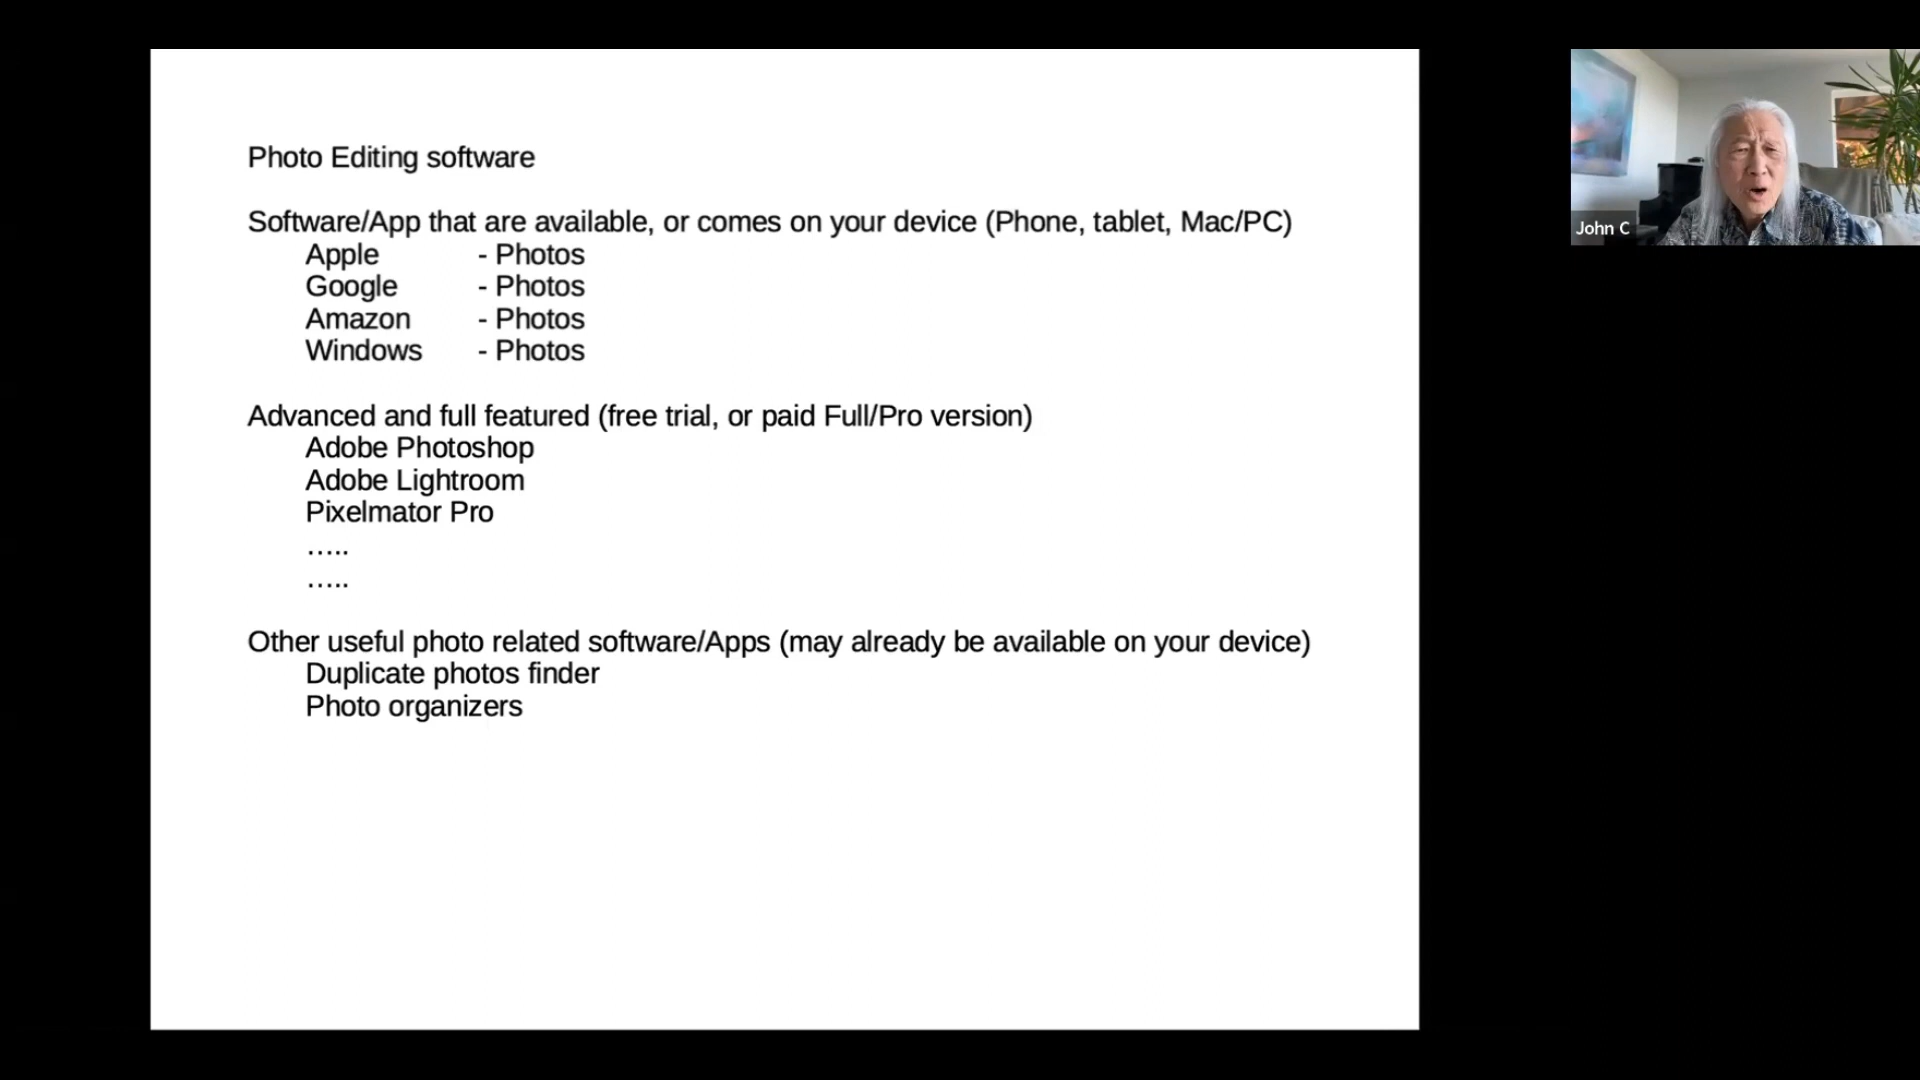 Photo Editing software
Software/App that are available, or comes on your device (Phone, tablet, Mac/PC)
Apple - Photos
Google - Photos
Amazon - Photos
Windows - Photos
Advanced and full featured (free trial, or paid Full/Pro version)
Adobe Photoshop
Adobe Lightroom
Pixelmator Pro
…..
…..
Other useful photo related software/Apps (may already be available on your device)
Duplicate photos finder
Photo organizers
John C